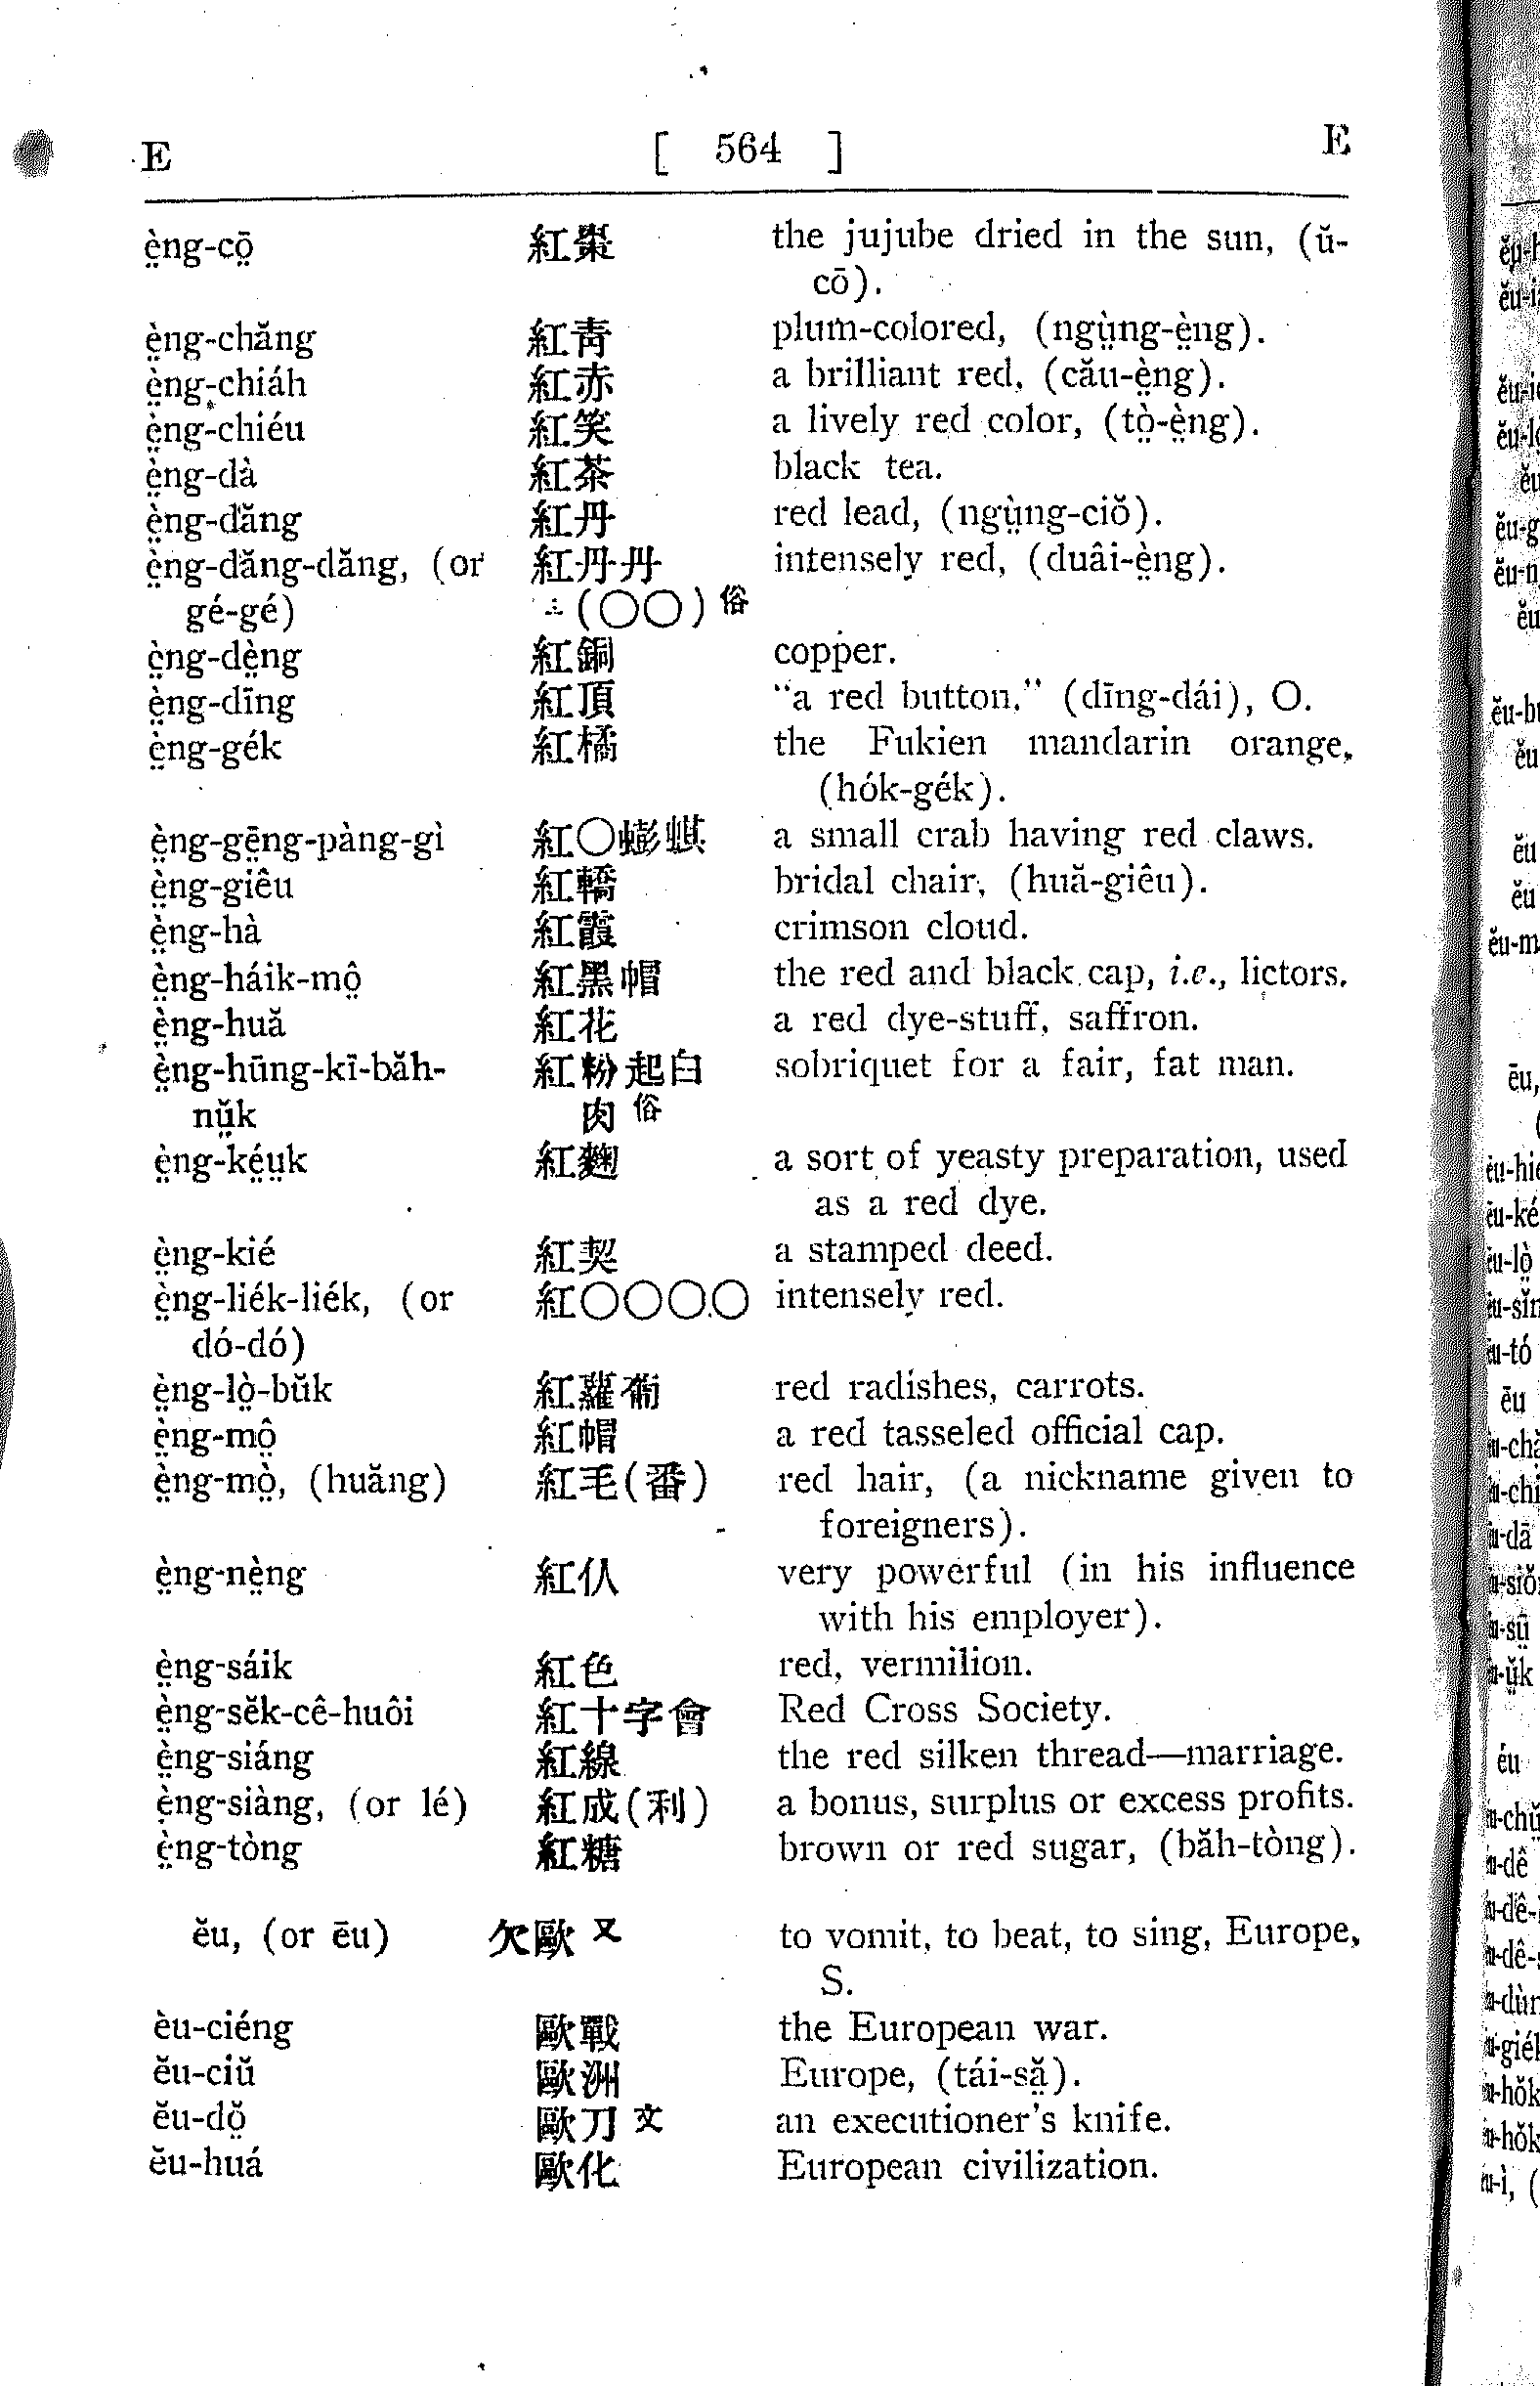 E [ 564 ] E
è̤ng-cō̤ 紅棗 the jujube dried in the sun, (ŭ-
cō).
è̤ng-chăng 紅靑 plum-colored, (ngṳ̀ng-è̤ng).
è̤ng-chiáh 紅赤 a brilliant red, (cău-è̤ng).
è̤ng-chiéu 紅笑 a lively red color, (tò̤-è̤ng).
è̤ng-dà 紅茶 black tea.
è̤ng-dăng 紅丹 red lead, (ngṳ̀ng-ciŏ).
è̤ng-dăng-dăng, (or 紅丹丹 intensely red, (duâi-è̤ng).
gé-gé) (〇〇) 俗
è̤ng-dè̤ng 紅銅 copper.
è̤ng-dīng 紅頂 "a red button," (dīng-dái), O.
è̤ng-gék 紅橘 the Fukien mandarin orange,
(hók-gék).
è̤ng-gē̤ng-pàng-gì 紅〇蟛蜞 a small crab having red claws.
è̤ng-giêu 紅轎 bridal chair, (huă-giêu).
è̤ng-hà 紅霞 crimson cloud.
è̤ng-háik-mô̤ 紅黑帽 the red and black cap, i.e., lictors.
è̤ng-huă 紅花 a red dye-stuff, saffron.
è̤ng-hūng-kī-băh- 紅粉起白 sobriquet for a fair, fat man.
nṳ̆k 肉 俗
è̤ng-ké̤ṳk 紅麴 a sort of yeasty preparation, used
as a red dye.
è̤ng-kié 紅契 a stamped deed.
è̤ng-liék-liék, (or 紅〇〇〇〇 intensely red.
dó-dó)
è̤ng-lò̤-bŭk 紅蘿蔔 red radishes, carrots.
è̤ng-mô̤ 紅帽 a red tasseled official cap.
è̤ng-mò̤, (huăng) 紅毛(番) red hair, (a nickname given to
foreigners).
è̤ng-nè̤ng 紅仈 very powerful (in his influence
with his employer).
è̤ng-sáik 紅色 red, vermilion.
è̤ng-sĕk-cê-huôi 紅十字會 Red Cross Society.
è̤ng-siáng 紅線 the red silken thread—marriage.
è̤ng-siàng, (or lé) 紅成(利) a bonus, surplus or excess profits.
è̤ng-tòng 紅糖 brown or red sugar, (băh-tòng).
ĕu, (or ēu) 欠歐 又 to vomit, to beat, to sing, Europe,
S.
èu-ciéng 歐戰 the European war.
ĕu-ciŭ 歐洲 Europe, (tái-să̤).
ĕu-dŏ̤ 歐刀 文 an executioner's knife.
ĕu-huá 歐化 European civilization.